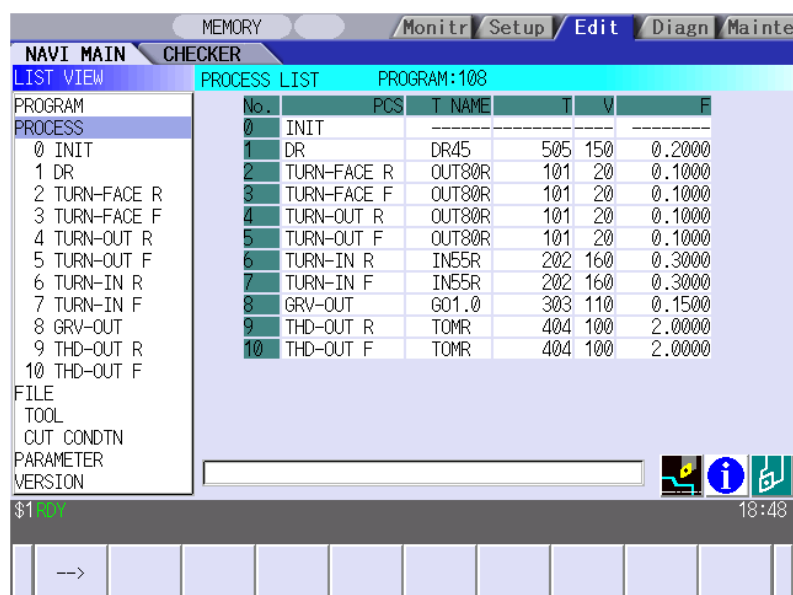 MEMORY Monitr Setup Edit Diagn Mainte
NAVI MAIN CHECKER
LIST VIEW
PROGRAM
PROCESS
0 INIT
1 DR
2 TURN-FACE R
3 TURN-FACE F
4 TURN-OUT R
5 TURN-OUT F
6 TURN-IN R
7 TURN-IN F
8 GRV-OUT
9 THD-OUT R
10 THD-OUT F
FILE
TOOL
CUT CONDTN
PARAMETER
VERSION
PROCESS LIST PROGRAM:108
No. PCS T NAME T V F
0 INIT ------ -------- ---- --------
1 DR DR45 505 150 0.2000
2 TURN-FACE R OUT80R 101 20 0.1000
3 TURN-FACE F OUT80R 101 20 0.1000
4 TURN-OUT R OUT80R 101 20 0.1000
5 TURN-OUT F OUT80R 101 20 0.1000
6 TURN-IN R IN55R 202 160 0.3000
7 TURN-IN F IN55R 202 160 0.3000
8 GRV-OUT GO1.0 303 110 0.1500
9 THD-OUT R TOMR 404 100 2.0000
10 THD-OUT F TOMR 404 100 2.0000
i
$1 RDY 18:48
-->